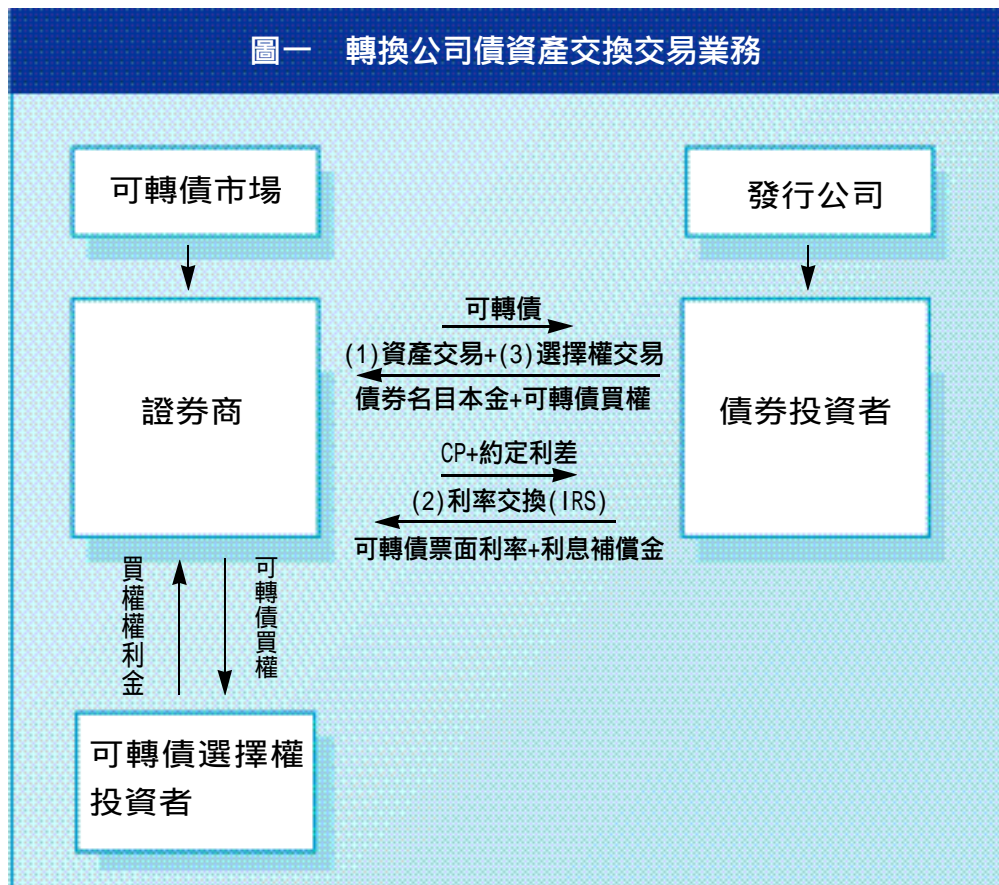 圖一　轉換公司債資產交換交易業務
可轉債市場
發行公司
證券商
可轉債
(1)資產交易+(3)選擇權交易
債券名目本金+可轉債買權
CP+約定利差
(2)利率交換(IRS)
可轉債票面利率+利息補償金
債券投資者
買權權利金
可轉債買權
可轉債選擇權
投資者